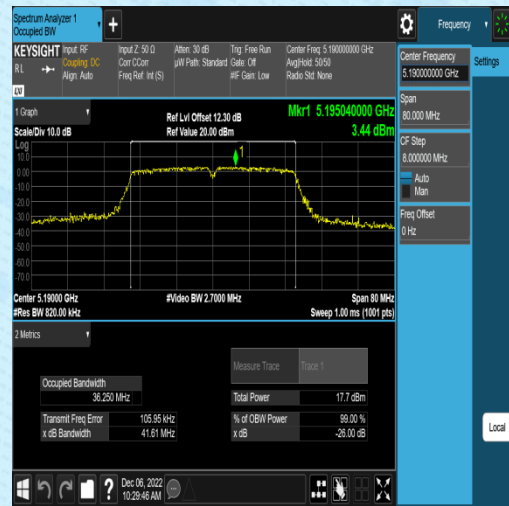 Spectrum Analyzer 1
Occupied BW
Frequency
KEYSIGHT
Input: RF
Coupling: DC
Align: Auto
Input Z: 50 Ω
Corr CCorr
Freq Ref: Int (S)
Atten: 30 dB
µW Path: Standard
Trig: Free Run
Gate: Off
#IF Gain: Low
Center Freq: 5.190000000 GHz
Avg|Hold: 50/50
Radio Std: None
R L
LXI
Center Frequency
5.190000000 GHz
Settings
Span
80.000 MHz
CF Step
8.000000 MHz
Auto
Man
Freq Offset
0 Hz
Local
1 Graph
Scale/Div 10.0 dB
Ref Lvl Offset 12.30 dB
Ref Value 20.00 dBm
Mkr1 5.195040000 GHz
3.44 dBm
Log
10.0
0.00
-10.0
-20.0
-30.0
-40.0
-50.0
-60.0
-70.0
1
Center 5.19000 GHz
#Res BW 820.00 kHz
#Video BW 2.7000 MHz
Span 80 MHz
Sweep 1.00 ms (1001 pts)
2 Metrics
Measure Trace
Trace 1
Occupied Bandwidth
36.250 MHz
Total Power
17.7 dBm
Transmit Freq Error
105.95 kHz
% of OBW Power
99.00 %
x dB Bandwidth
41.61 MHz
x dB
-26.00 dB
?
Dec 06, 2022
10:29:46 AM